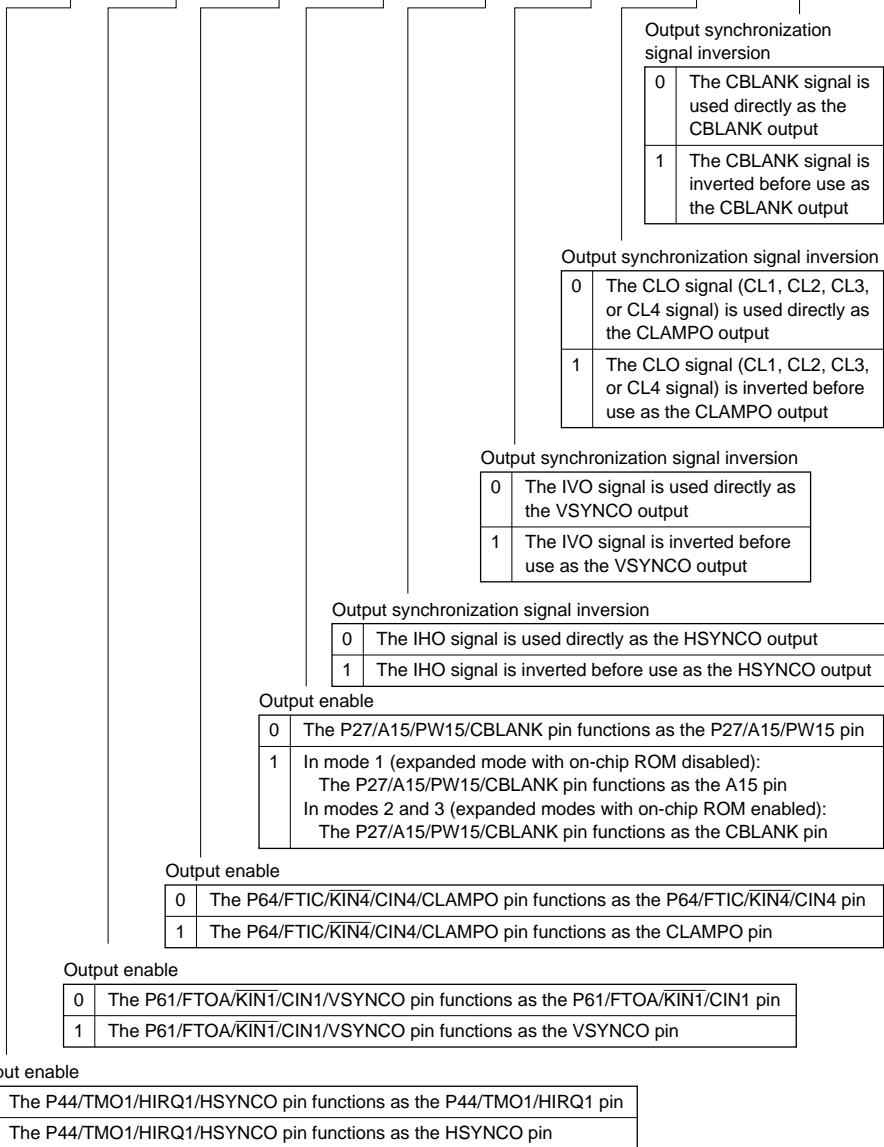 Output synchronization
signal inversion
0 The CBLANK signal is
used directly as the
CBLANK output
1 The CBLANK signal is
inverted before use as
the CBLANK output
Output synchronization signal inversion
0 The CLO signal (CL1, CL2, CL3,
or CL4 signal) is used directly as
the CLAMPO output
1 The CLO signal (CL1, CL2, CL3,
or CL4 signal) is inverted before
use as the CLAMPO output
Output synchronization signal inversion
0 The IVO signal is used directly as
the VSYNCO output
1 The IVO signal is inverted before
use as the VSYNCO output
Output synchronization signal inversion
0 The IHO signal is used directly as the HSYNCO output
1 The IHO signal is inverted before use as the HSYNCO output
Output enable
0 The P27/A15/PW15/CBLANK pin functions as the P27/A15/PW15 pin
1 In mode 1 (expanded mode with on-chip ROM disabled):
The P27/A15/PW15/CBLANK pin functions as the A15 pin
In modes 2 and 3 (expanded modes with on-chip ROM enabled):
The P27/A15/PW15/CBLANK pin functions as the CBLANK pin
Output enable
0 The P64/FTIC/K̅I̅N̅4̅/CIN4/CLAMPO pin functions as the P64/FTIC/K̅I̅N̅4̅/CIN4 pin
1 The P64/FTIC/K̅I̅N̅4̅/CIN4/CLAMPO pin functions as the CLAMPO pin
Output enable
0 The P61/FTOA/K̅I̅N̅1̅/CIN1/VSYNCO pin functions as the P61/FTOA/K̅I̅N̅1̅/CIN1 pin
1 The P61/FTOA/K̅I̅N̅1̅/CIN1/VSYNCO pin functions as the VSYNCO pin
enable
The P44/TMO1/HIRQ1/HSYNCO pin functions as the P44/TMO1/HIRQ1 pin
The P44/TMO1/HIRQ1/HSYNCO pin functions as the HSYNCO pin